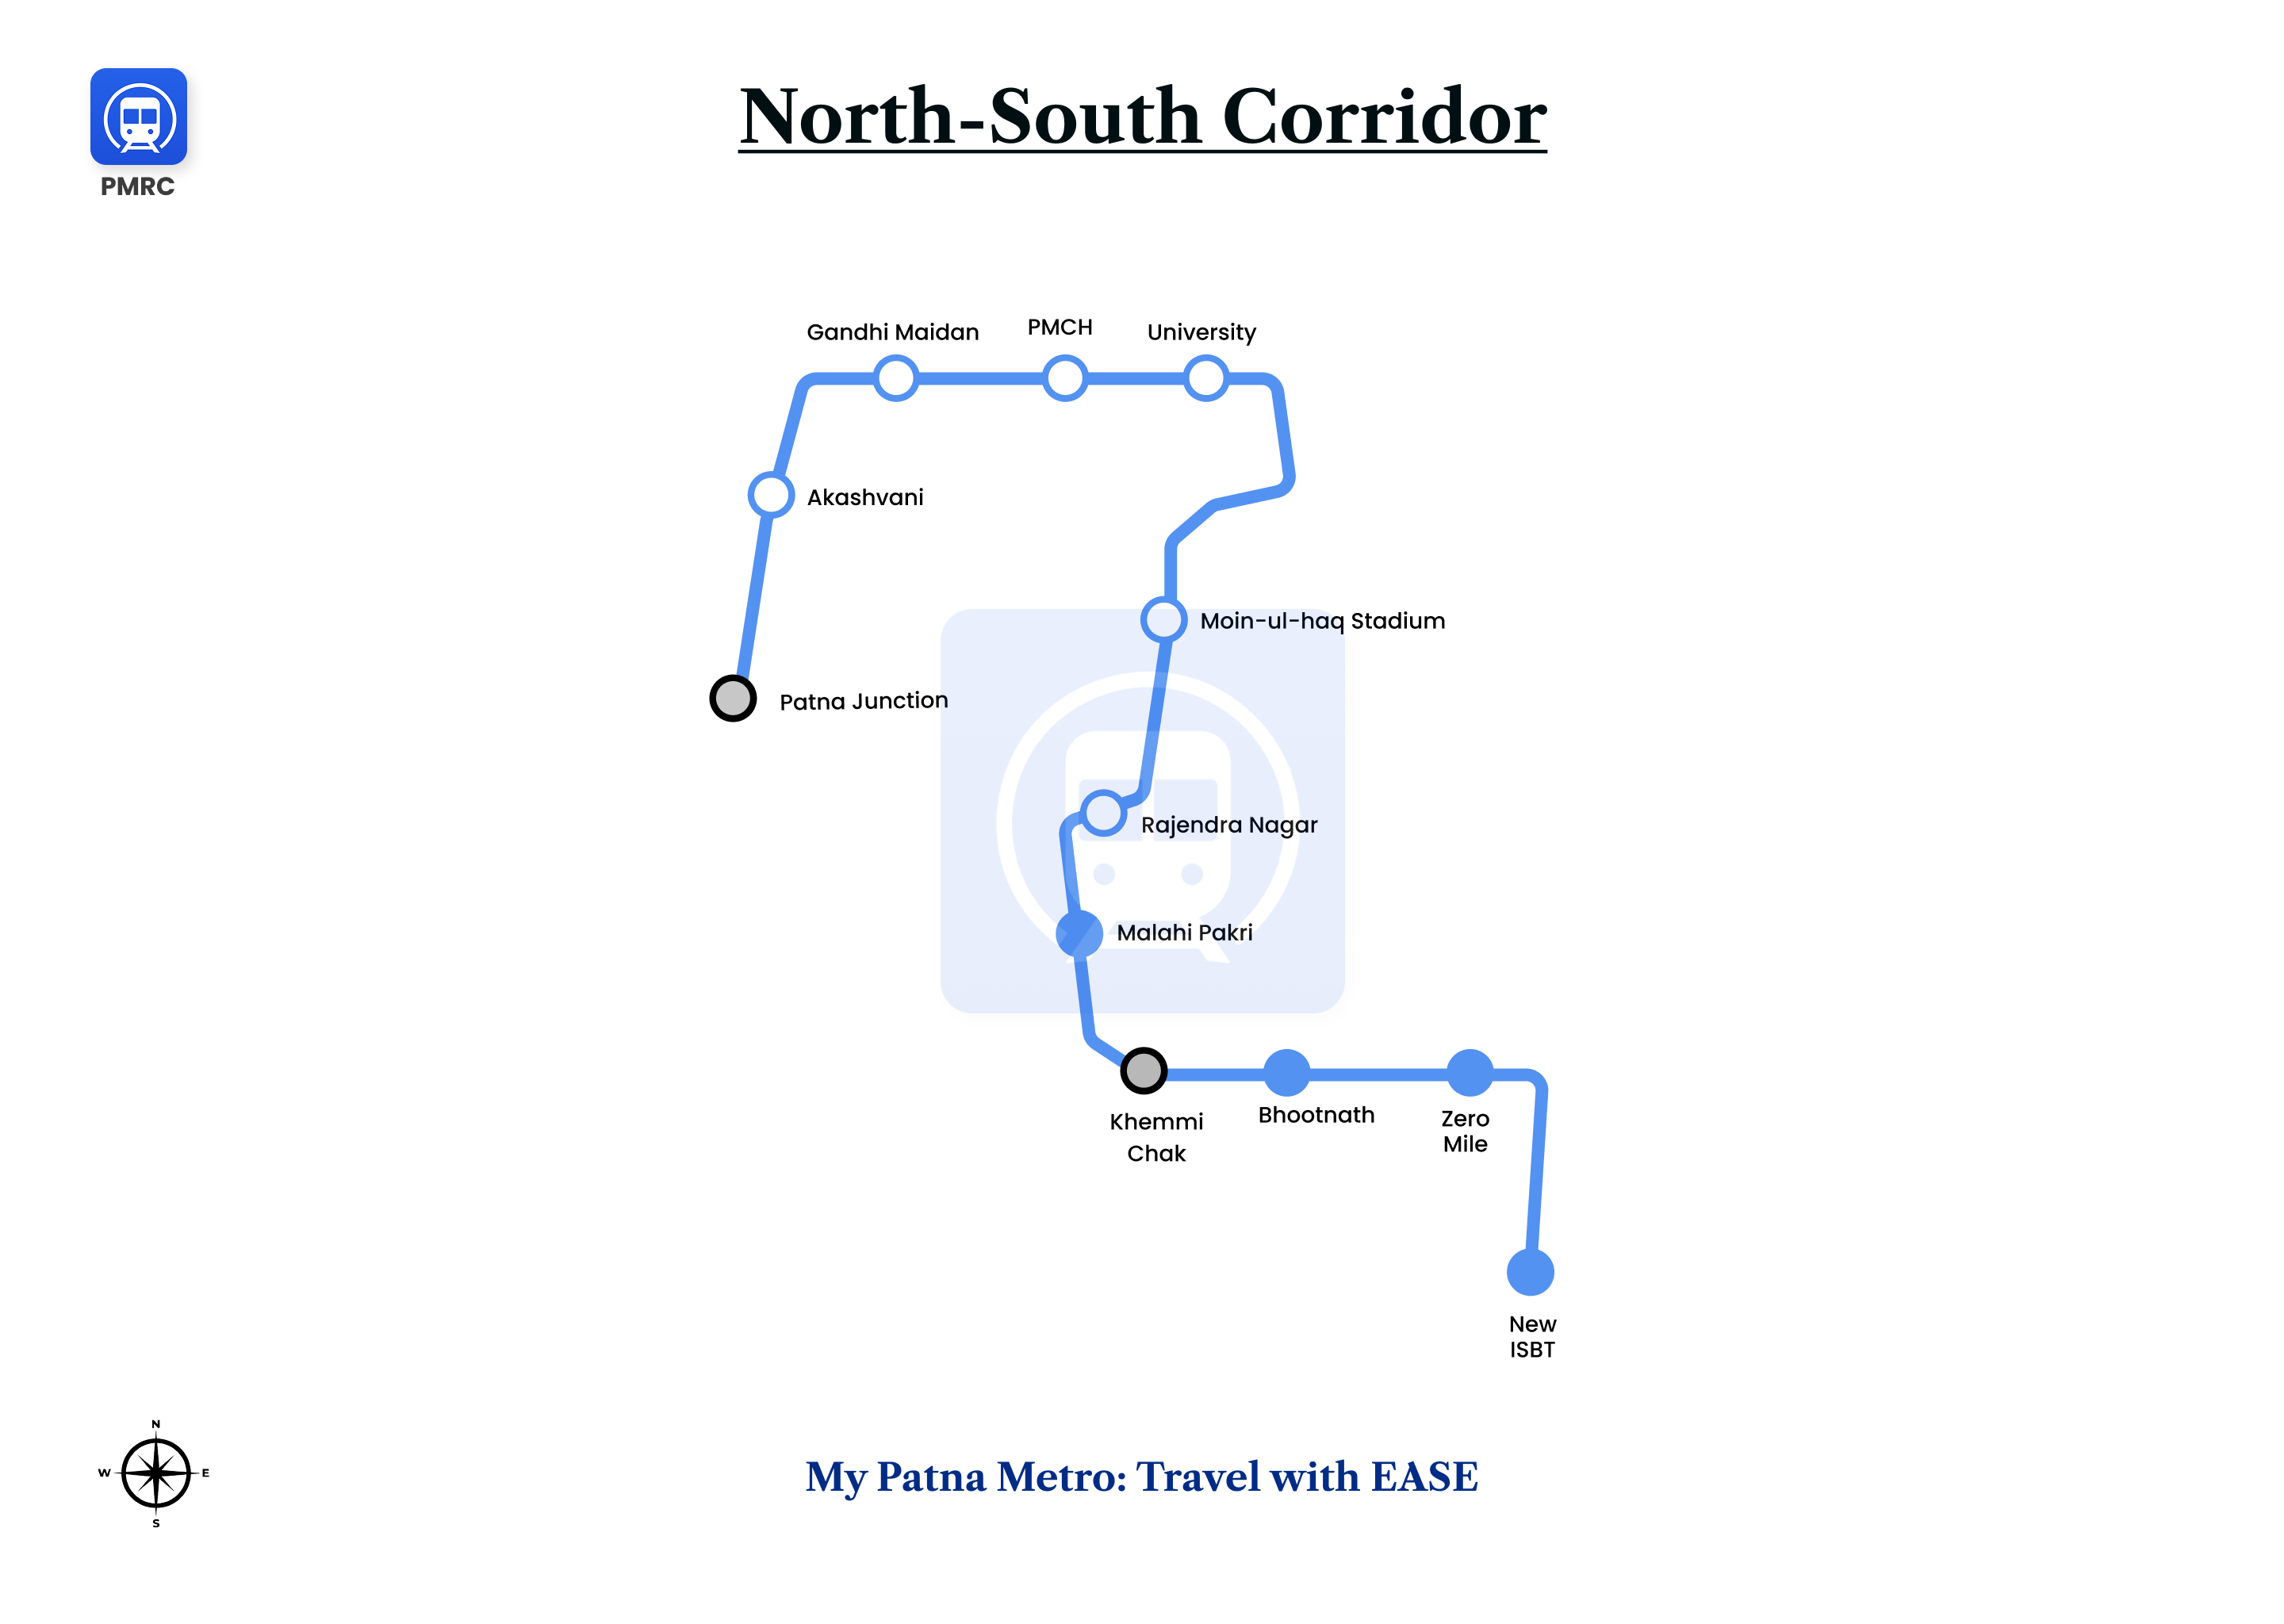 North-South Corridor
PMRC
Gandhi Maidan
PMCH
University
Akashvani
Moin-ul-haq Stadium
Patna Junction
Rajendra Nagar
Malahi Pakri
Khemmi
Chak
Bhootnath
Zero
Mile
New
ISBT
N
W
E
S
My Patna Metro: Travel with EASE